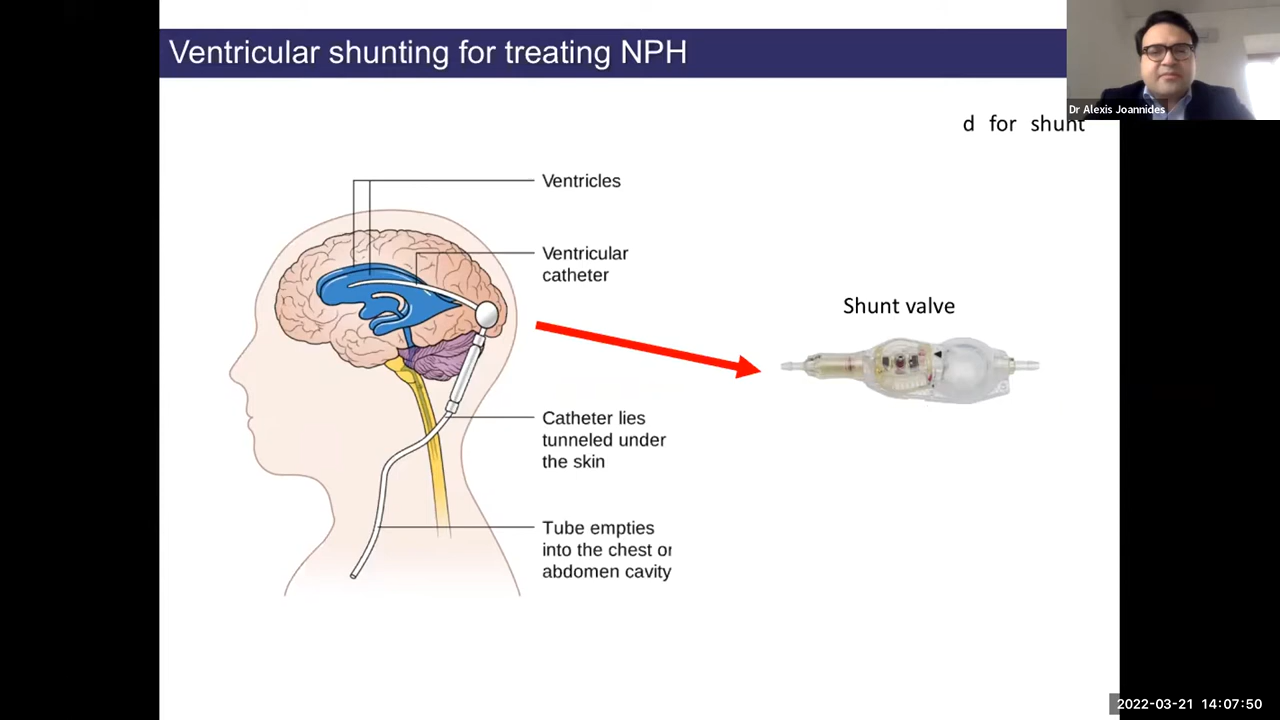 Ventricular shunting for treating NPH
Dr Alexis Joannides
d for shunt
Ventricles
Ventricular
catheter
Shunt valve
Catheter lies
tunneled under
the skin
Tube empties
into the chest or
abdomen cavity
2022-03-21 14:07:50